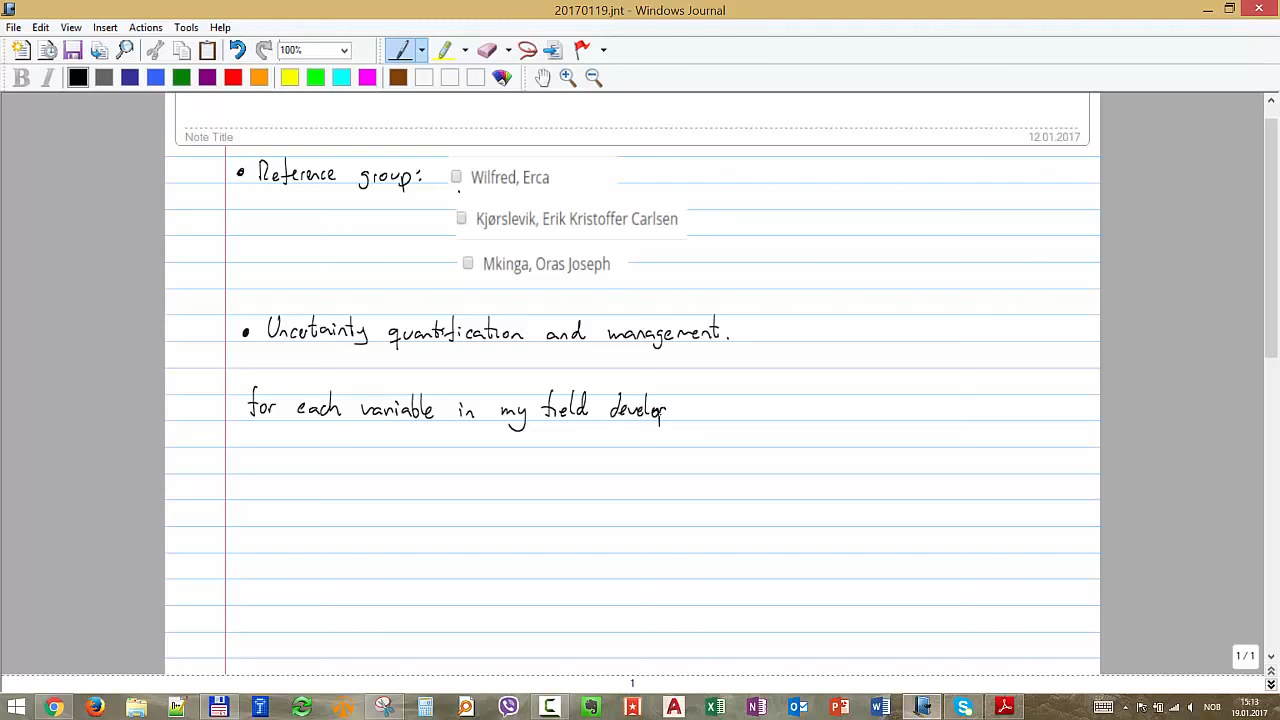 20170119.jnt - Windows Journal
File Edit View Insert Actions Tools Help
100%
B I
Note Title
12.01.2017
• Reference group:
Wilfred, Erca
Kjørslevik, Erik Kristoffer Carlsen
Mkinga, Oras Joseph
• Uncertainty quantification and management.
for each variable in my field develop
1 / 1
1
NOB
15:13
19.01.2017